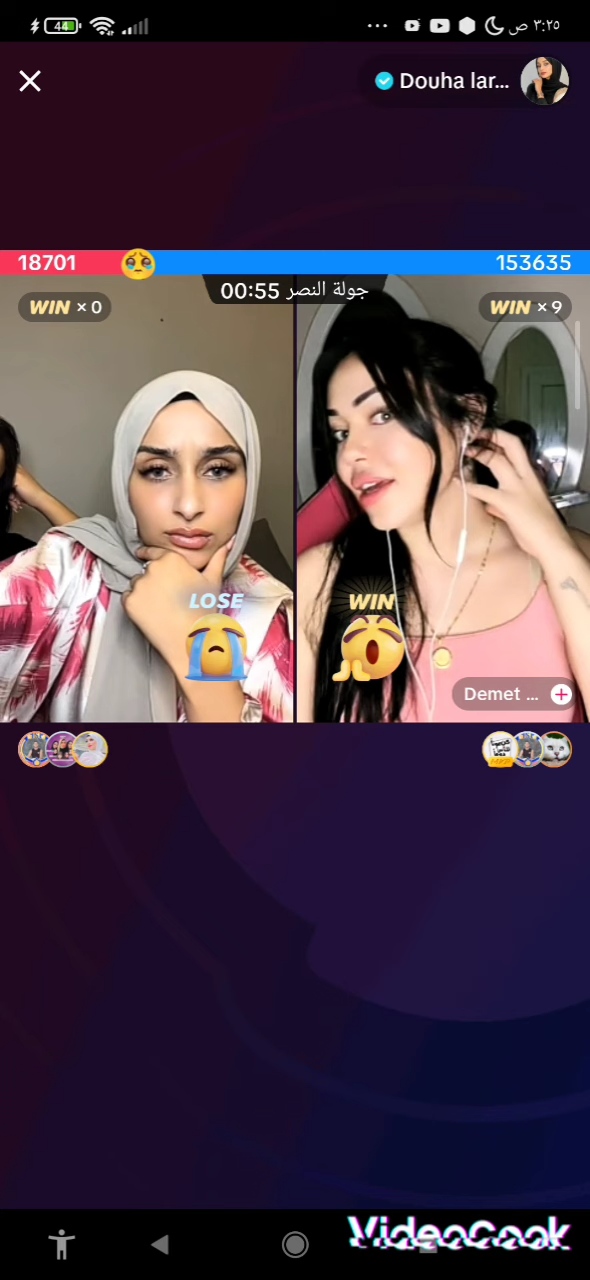 44
٣:٢٥ ص
Douha lar...
18701
153635
جولة النصر 00:55
WIN × 0
WIN × 9
LOSE
WIN
Demet ...
VideoCook